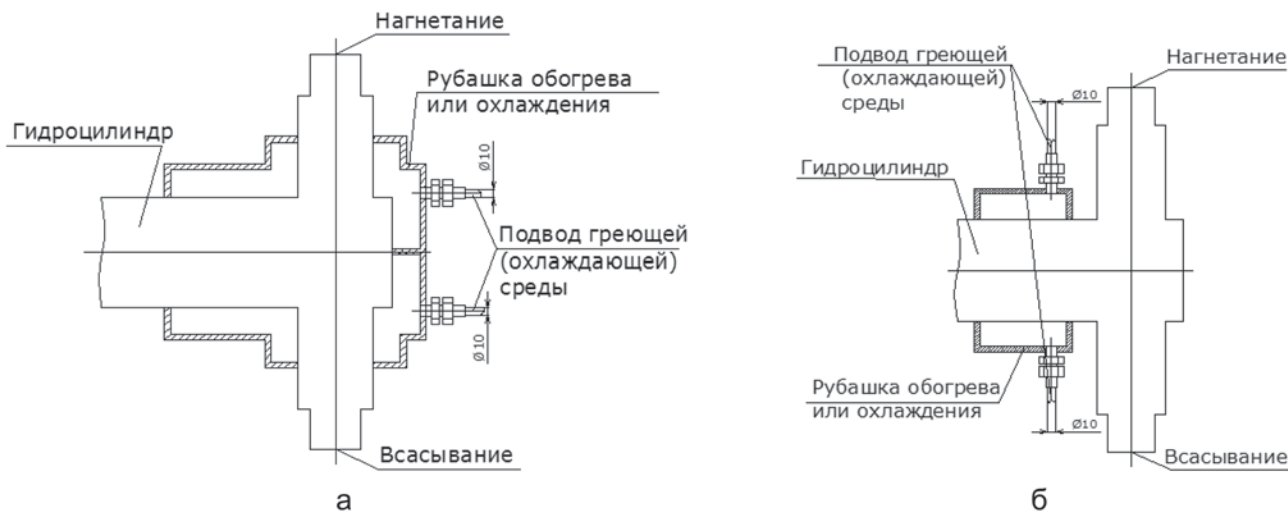 Нагнетание
Рубашка обогрева
или охлаждения
Гидроцилиндр
Ø10
Подвод греющей
(охлаждающей)
среды
Ø10
Всасывание
а
Подвод греющей
(охлаждающей)
среды
Ø10
Нагнетание
Гидроцилиндр
Рубашка обогрева
или охлаждения
Ø10
Всасывание
б